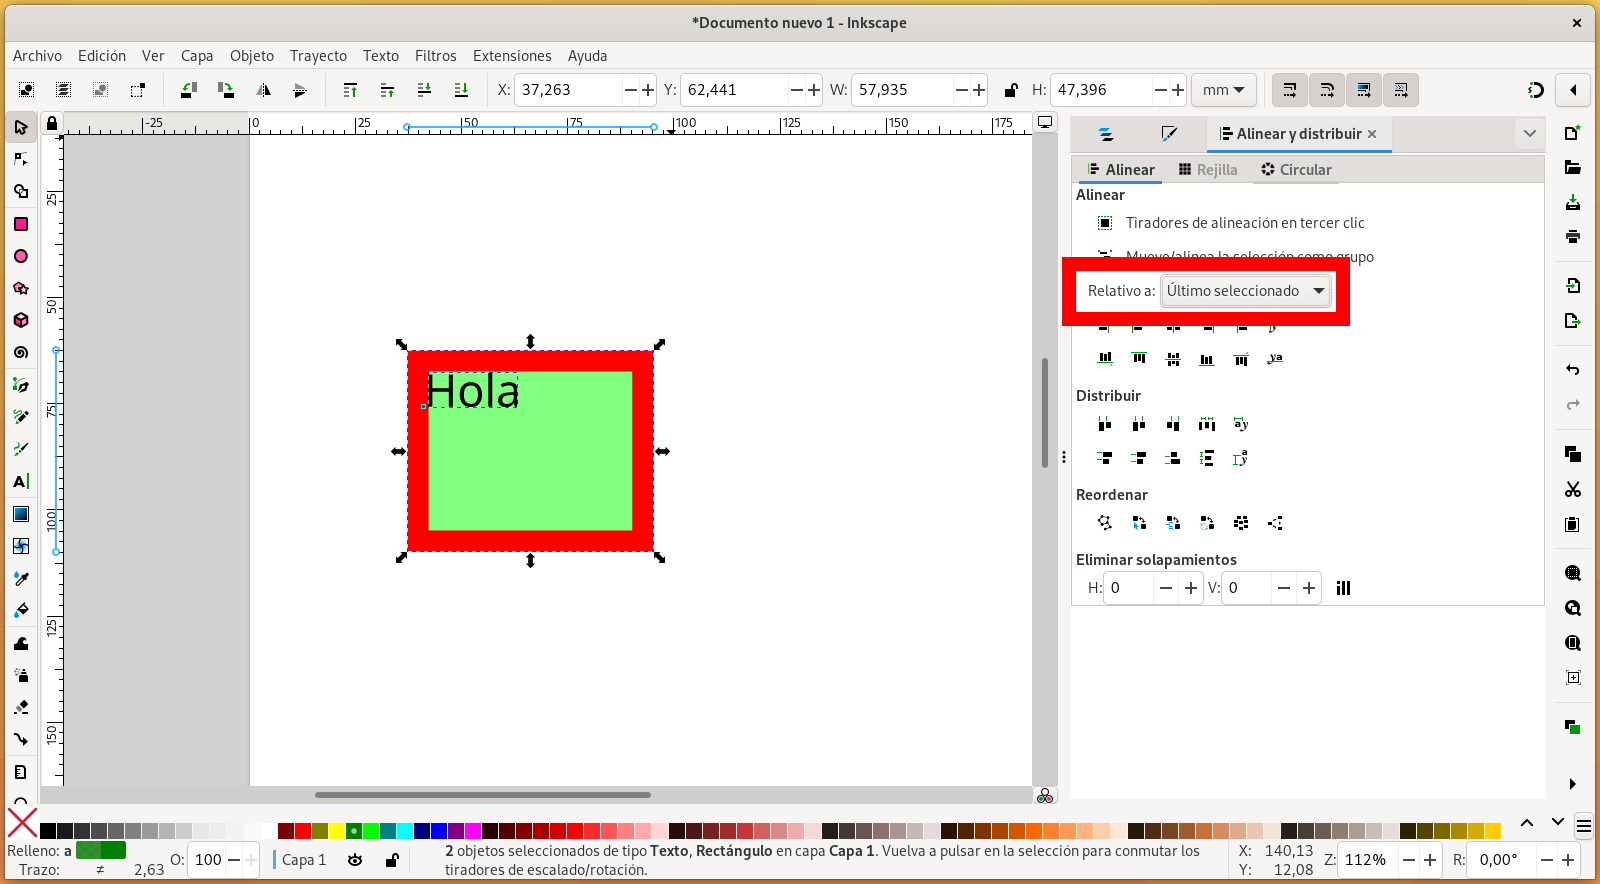 *Documento nuevo 1 - Inkscape
Archivo Edición Ver Capa Objeto Trayecto Texto Filtros Extensiones Ayuda
X: 37,263 Y: 62,441 W: 57,935 H: 47,396 mm
-25 0 25 50 75 100 125 150 175
25
50
75
100
125
150
Alinear y distribuir
Alinear Rejilla Circular
Alinear
Tiradores de alineación en tercer clic
Mueve/alinea la selección como grupo
Relativo a: Último seleccionado
Hola
Distribuir
Reordenar
Eliminar solapamientos
H: 0 V: 0
Relleno: a
Trazo: ≠ 2,63
O: 100
Capa 1
2 objetos seleccionados de tipo Texto, Rectángulo en capa Capa 1. Vuelva a pulsar en la selección para conmutar los
tiradores de escalado/rotación.
X: 140,13
Y: 12,08
Z: 112%
R: 0,00°